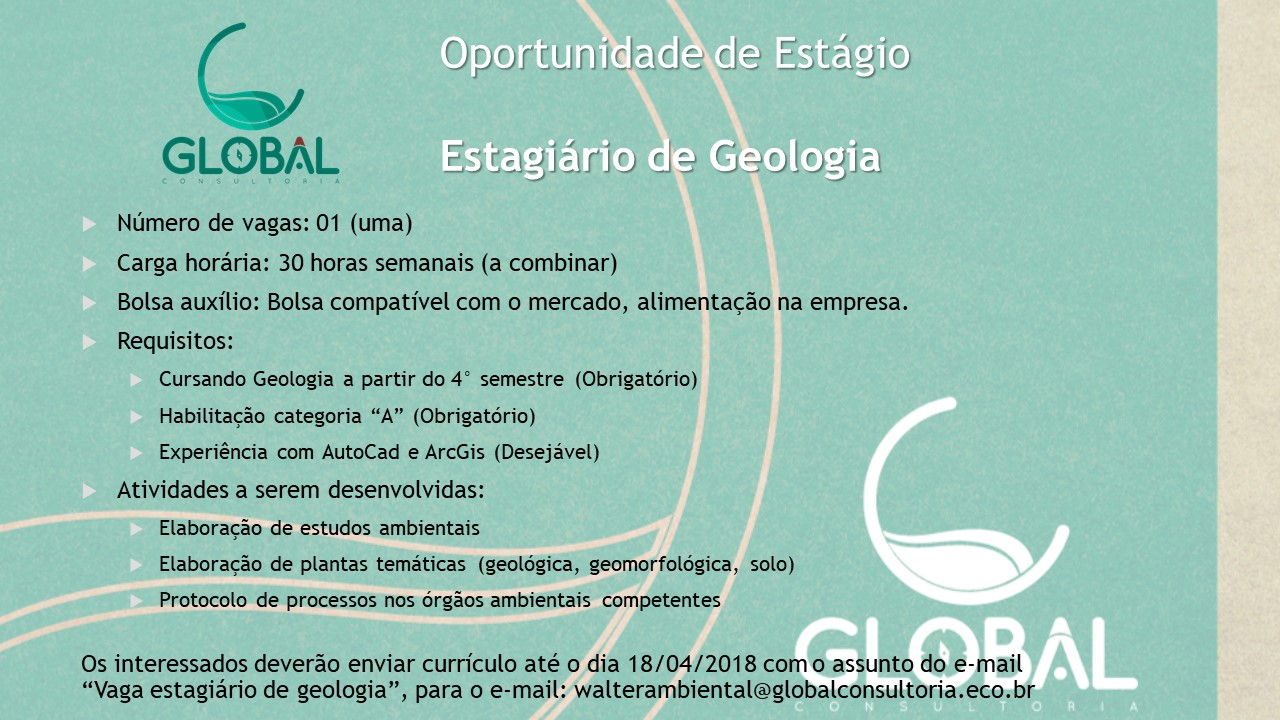 Oportunidade de Estágio
GLOBAL
CONSULTORIA
Estagiário de Geologia
Número de vagas: 01 (uma)
Carga horária: 30 horas semanais (a combinar)
Bolsa auxílio: Bolsa compatível com o mercado, alimentação na empresa.
Requisitos:
Cursando Geologia a partir do 4° semestre (Obrigatório)
Habilitação categoria “A” (Obrigatório)
Experiência com AutoCad e ArcGis (Desejável)
Atividades a serem desenvolvidas:
Elaboração de estudos ambientais
Elaboração de plantas temáticas (geológica, geomorfológica, solo)
Protocolo de processos nos órgãos ambientais competentes
GLOBAL
CONSULTORIA
Os interessados deverão enviar currículo até o dia 18/04/2018 com o assunto do e-mail
“Vaga estagiário de geologia”, para o e-mail: walterambiental@globalconsultoria.eco.br